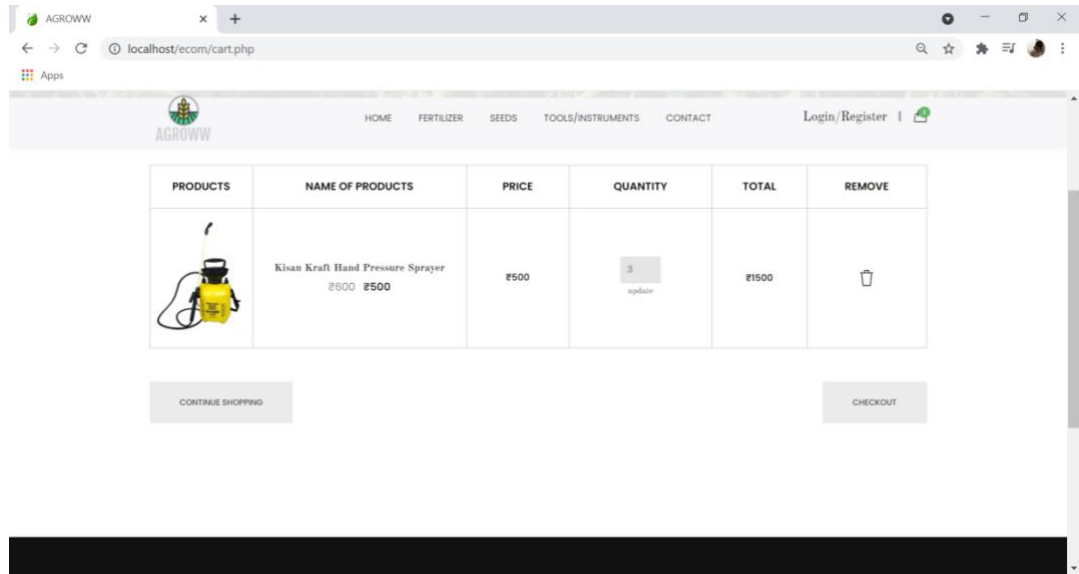 AGROWW
localhost/ecom/cart.php
Apps
AGROWW
HOME FERTILIZER SEEDS TOOLS/INSTRUMENTS CONTACT Login/Register |
PRODUCTS NAME OF PRODUCTS PRICE QUANTITY TOTAL REMOVE
Kisan Kraft Hand Pressure Sprayer
₹600 ₹500
₹500
3
update
₹1500
CONTINUE SHOPPING
CHECKOUT